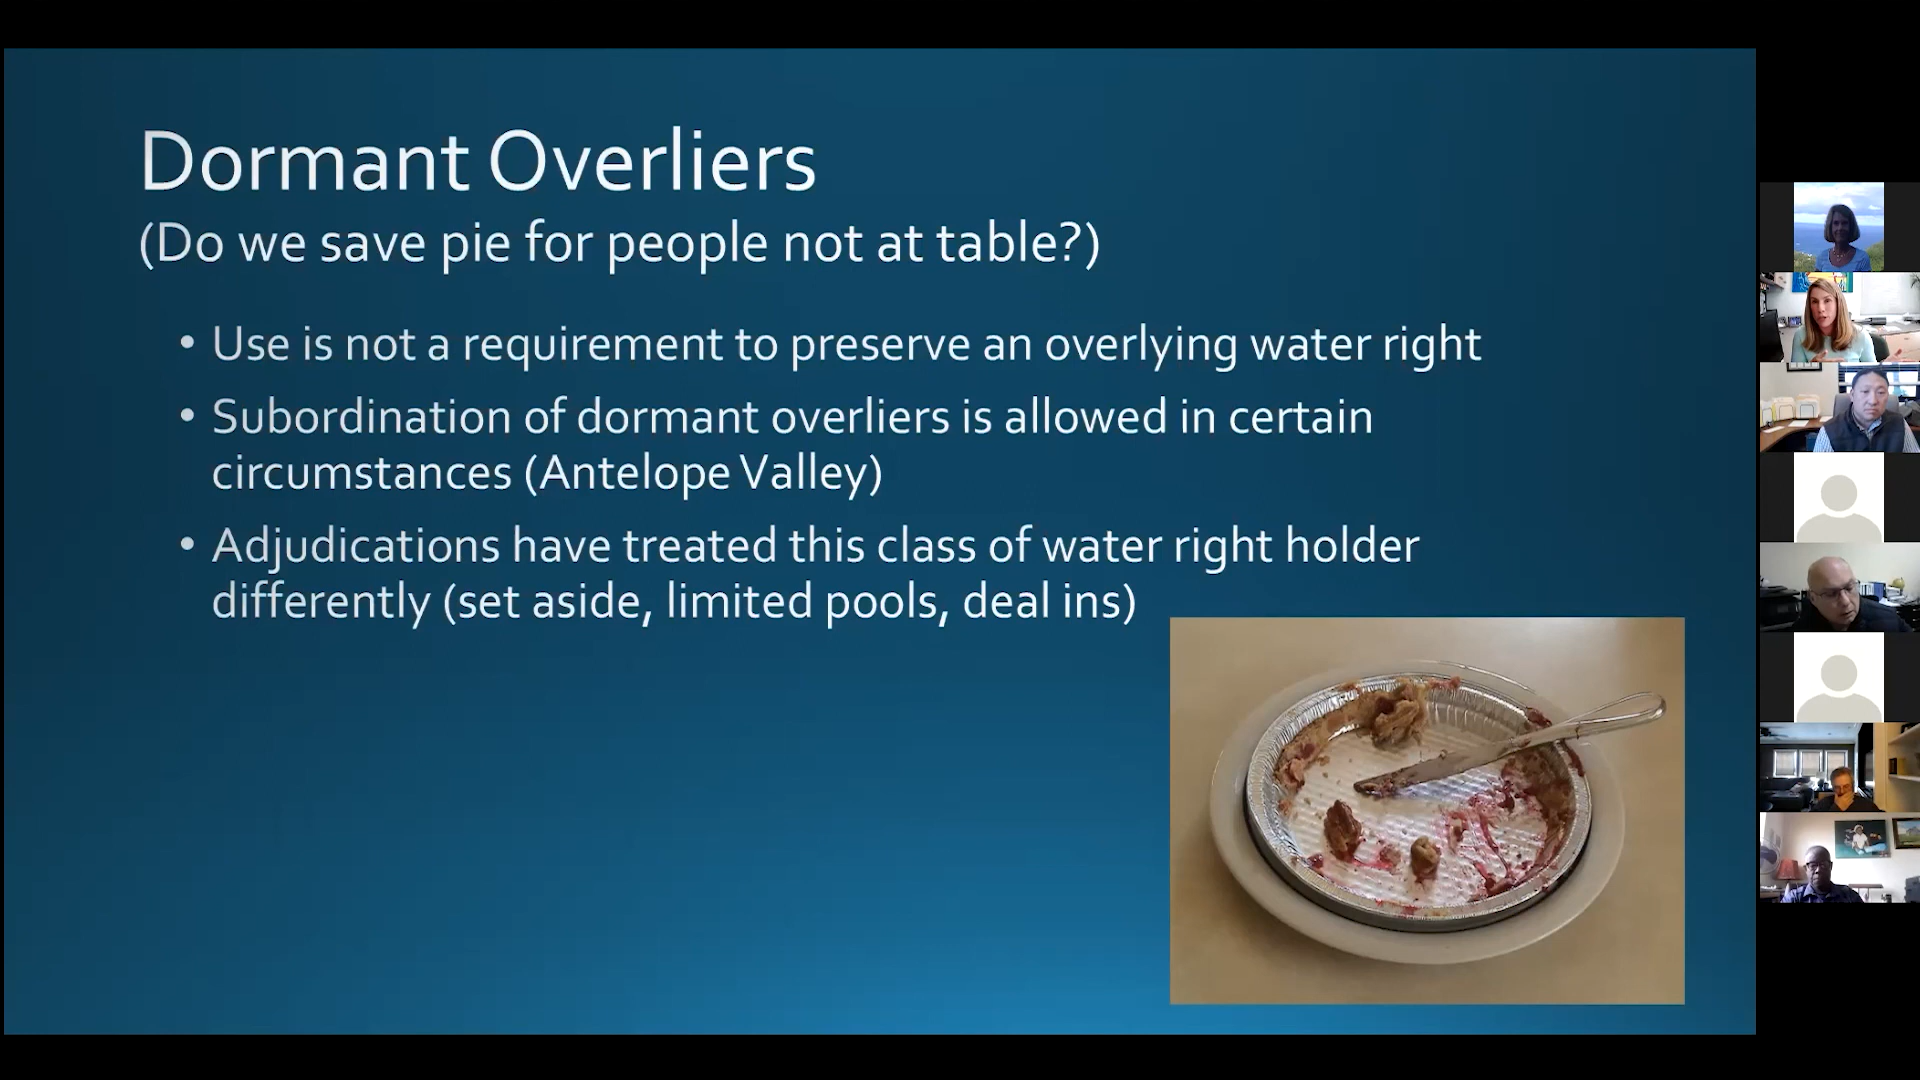 Dormant Overliers
(Do we save pie for people not at table?)
• Use is not a requirement to preserve an overlying water right
• Subordination of dormant overliers is allowed in certain
circumstances (Antelope Valley)
• Adjudications have treated this class of water right holder
differently (set aside, limited pools, deal ins)